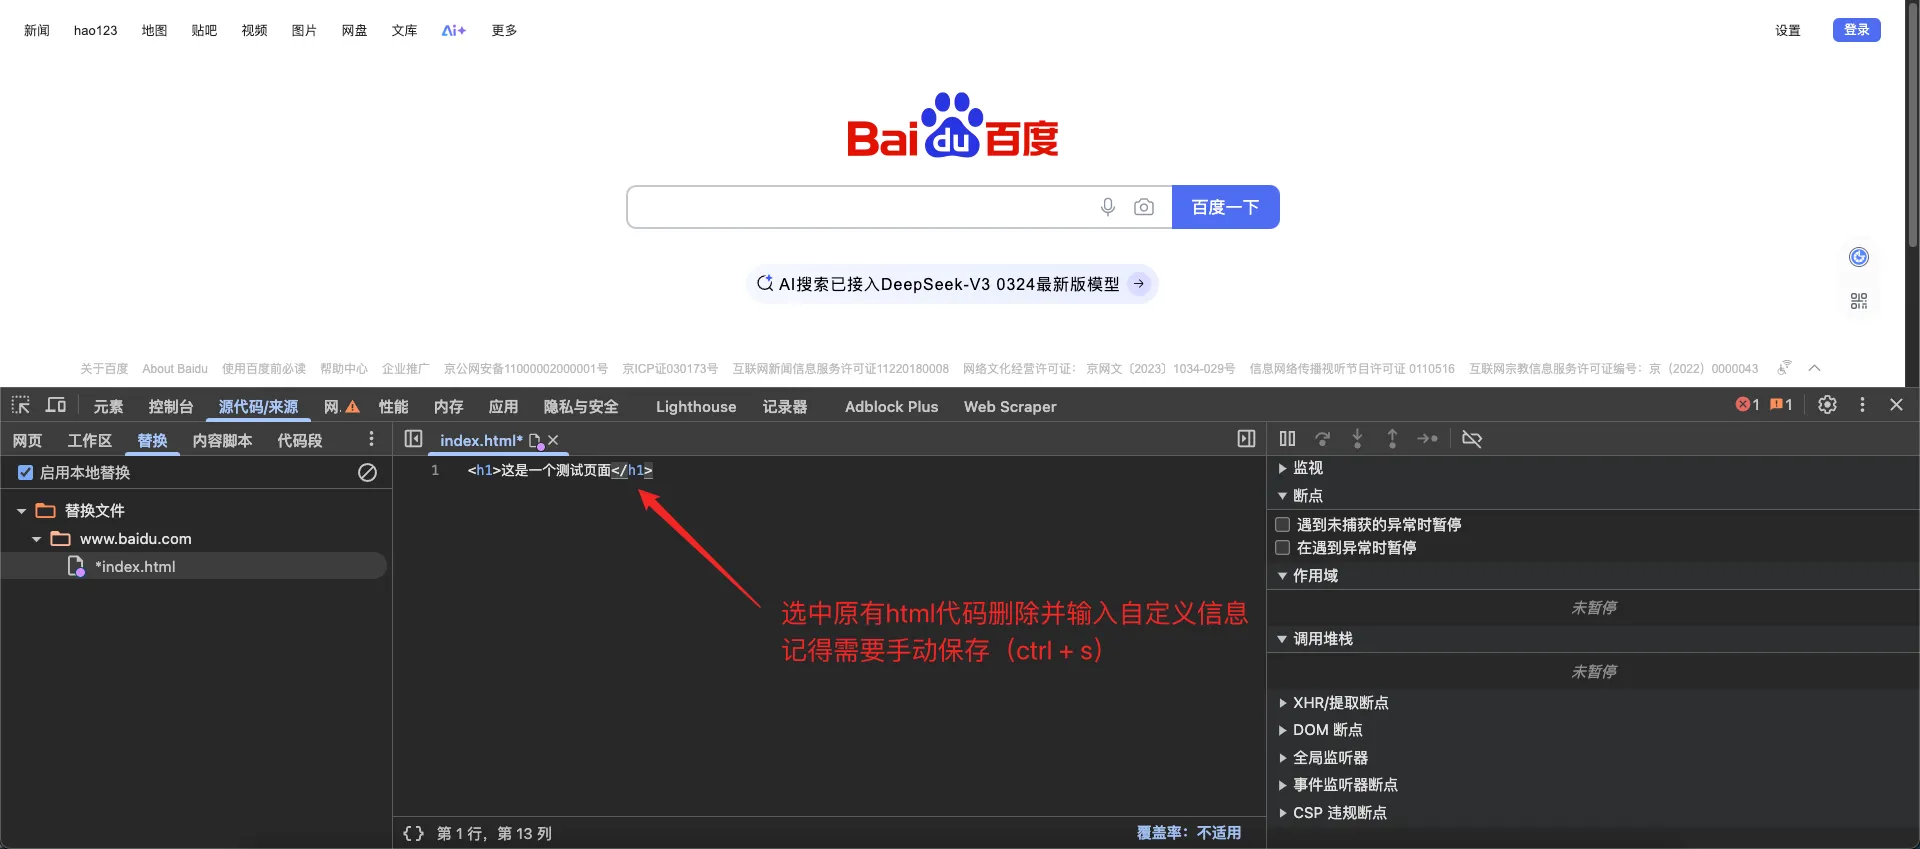 新闻 hao123 地图 贴吧 视频 图片 网盘 文库 Ai+ 更多 设置 登录
Bai du 百度
百度一下
AI搜索已接入DeepSeek-V3 0324最新版模型
关于百度 About Baidu 使用百度前必读 帮助中心 企业推广 京公网安备11000002000001号 京ICP证030173号 互联网新闻信息服务许可证11220180008 网络文化经营许可证： 京网文〔2023〕1034-029号 信息网络传播视听节目许可证 0110516 互联网宗教信息服务许可证编号：京（2022）0000043
元素 控制台 源代码/来源 网 性能 内存 应用 隐私与安全 Lighthouse 记录器 Adblock Plus Web Scraper 1 1
网页 工作区 替换 内容脚本 代码段 index.html*
启用本地替换
替换文件
www.baidu.com
*index.html
1 <h1>这是一个测试页面</h1>
选中原有html代码删除并输入自定义信息
记得需要手动保存（ctrl + s）
{} 第 1 行，第 13 列 覆盖率：不适用
监视
断点
遇到未捕获的异常时暂停
在遇到异常时暂停
作用域
未暂停
调用堆栈
未暂停
XHR/提取断点
DOM 断点
全局监听器
事件监听器断点
CSP 违规断点